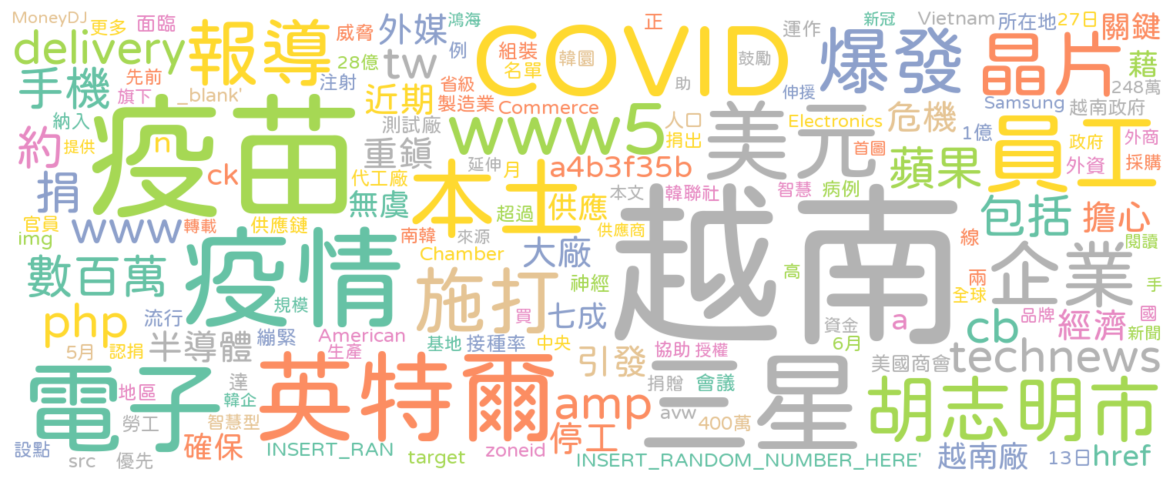 MoneyDJ 更多 面臨 威脅 外媒 鴻海 正 運作 新冠 Vietnam 所在地 27日 關鍵
delivery 報導 28億 tw 例 組裝 名單 韓圜 COVID 鼓勵 爆發 晶片 藉
手機 先前 旗下 _blank' 注射 近期 省級 製造業 Commerce 助 伸援 Samsung 越南政府 248萬
納入 疫苗 測試廠 www5 美元 人口 捐出 Electronics 危機 1億 政府 外商
約 提供 n ck 重鎮 延伸 月 a4b3f35b 首圖 蘋果 員工 外資 採購
捐 代工廠 無虞 本土 超過 供應 本文 韓聯社 智慧 病例 包括 擔心
官員 img www 轉載 供應鏈 南韓 來源 供應商 越南 線 閱讀
數百萬 疫情 規模 Chamber 大廠 神經 高 兩 全球 企業 手
php 流行 繃緊 American 施打 買 七成 資金 6月 a cb 品牌 經濟 國 新聞
5月 認捐 半導體 生產 基地 接種率 中央 引發 協助 授權 美國商會 technews
電子 地區 達 韓企 英特爾 amp 捐贈 會議 三星 胡志明市
勞工 智慧型 停工 avw 400萬
設點 src 優先 確保 INSERT_RAN target zoneid INSERT_RANDOM_NUMBER_HERE' 越南廠 13日 href